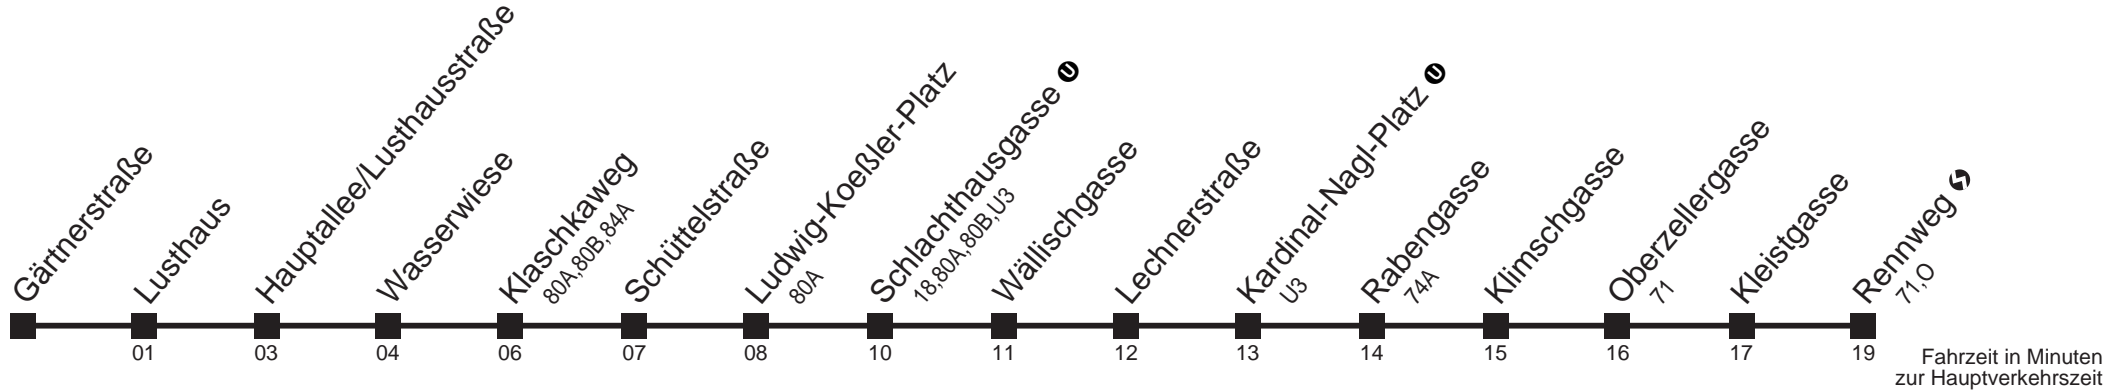 Gärtnerstraße
Lusthaus
Hauptallee/Lusthausstraße
Wasserwiese
Klaschkaweg
80A,80B,84A
Schüttelstraße
Ludwig-Koeßler-Platz
80A
Schlachthausgasse U
18,80A,80B,U3
Wällischgasse
Lechnerstraße
Kardinal-Nagl-Platz U
U3
Rabengasse
74A
Klimschgasse
Oberzellergasse
71
Kleistgasse
Rennweg
71,O
01 03 04 06 07 08 10 11 12 13 14 15 16 17 19
Fahrzeit in Minuten
zur Hauptverkehrszeit